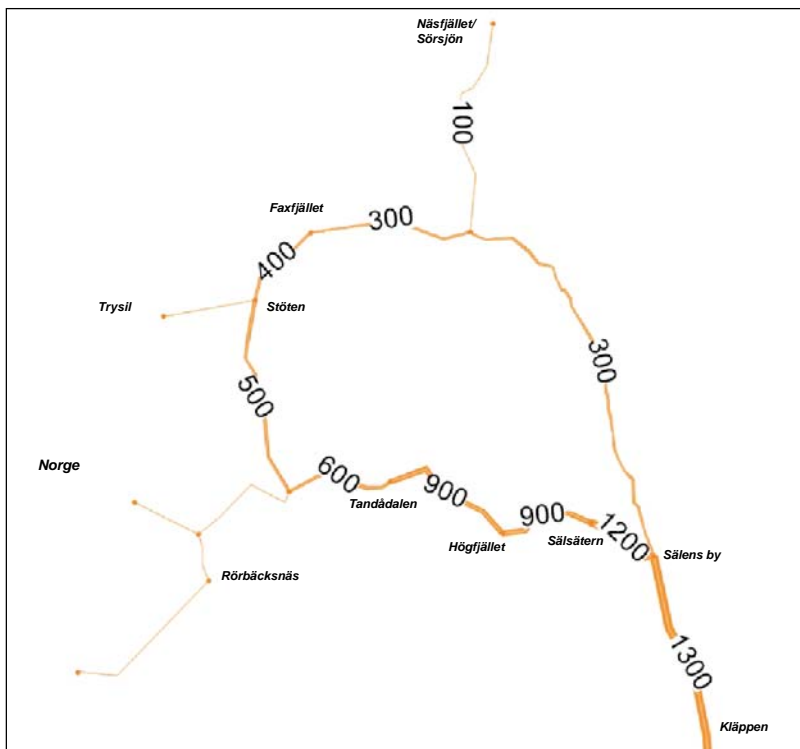 Näsfjället/
Sörsjön
100
Faxfjället
300
400
Trysil
Stöten
300
500
Norge
600
Tandådalen
900
Högfjället
900
Sälsätern
1200
Sälens by
Rörbäcksnäs
1300
Kläppen